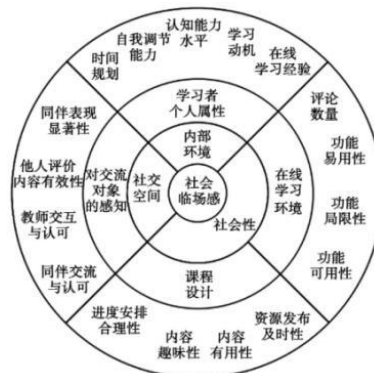 认知能力
水平
自我调节
能力
学习
动机
时间
规划
在线
学习经验
学习者
个人属性
评论
数量
同伴表现
显著性
内部
环境
功能
易用性
他人评价
内容有效性
对交流
对象
的感知
社交
空间
社会
临场感
在线
学习
环境
教师交互
与认可
社会性
功能
局限性
同伴交流
与认可
课程
设计
功能
可用性
进度安排
合理性
内容
趣味性
内容
有用性
资源发布
及时性